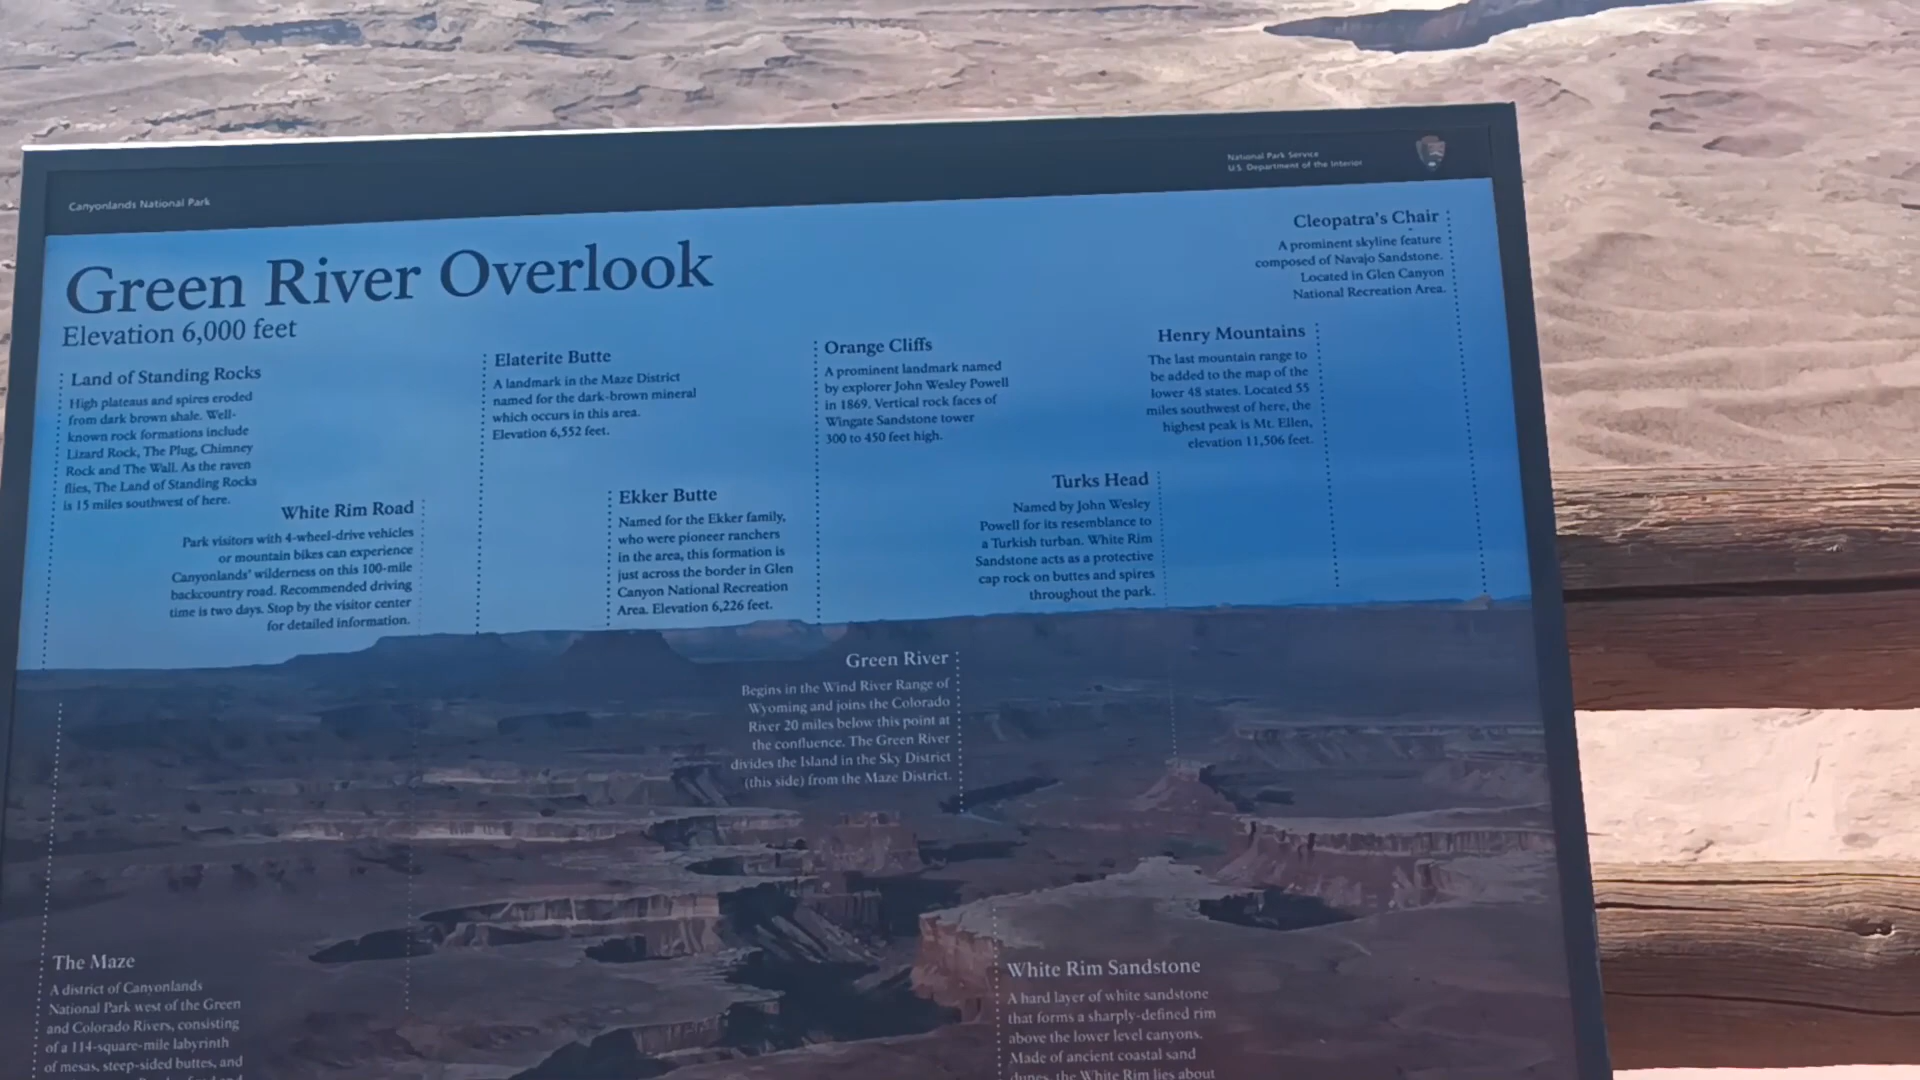 Canyonlands National Park
National Park Service
U.S. Department of the Interior
Green River Overlook
Elevation 6,000 feet
Land of Standing Rocks
High plateaus and spires eroded
from dark brown shale. Well-
known rock formations include
Lizard Rock, The Plug, Chimney
Rock and The Wall. As the raven
flies, The Land of Standing Rocks
is 15 miles southwest of here.
White Rim Road
Park visitors with 4-wheel-drive vehicles
or mountain bikes can experience
Canyonlands' wilderness on this 100-mile
backcountry road. Recommended driving
time is two days. Stop by the visitor center
for detailed information.
Elaterite Butte
A landmark in the Maze District
named for the dark-brown mineral
which occurs in this area.
Elevation 6,552 feet.
Ekker Butte
Named for the Ekker family,
who were pioneer ranchers
in the area, this formation is
just across the border in Glen
Canyon National Recreation
Area. Elevation 6,226 feet.
Orange Cliffs
A prominent landmark named
by explorer John Wesley Powell
in 1869. Vertical rock faces of
Wingate Sandstone tower
300 to 450 feet high.
Turks Head
Named by John Wesley
Powell for its resemblance to
a Turkish turban. White Rim
Sandstone acts as a protective
cap rock on buttes and spires
throughout the park.
Henry Mountains
The last mountain range to
be added to the map of the
lower 48 states. Located 55
miles southwest of here, the
highest peak is Mt. Ellen,
elevation 11,506 feet.
Cleopatra's Chair
A prominent skyline feature
composed of Navajo Sandstone.
Located in Glen Canyon
National Recreation Area.
Green River
Begins in the Wind River Range of
Wyoming and joins the Colorado
River 20 miles below this point at
the confluence. The Green River
divides the Island in the Sky District
(this side) from the Maze District.
The Maze
A district of Canyonlands
National Park west of the Green
and Colorado Rivers, consisting
of a 114-square-mile labyrinth
of mesas, steep-sided buttes, and
White Rim Sandstone
A hard layer of white sandstone
that forms a sharply-defined rim
above the lower level canyons.
Made of ancient coastal sand
dunes, the White Rim lies about